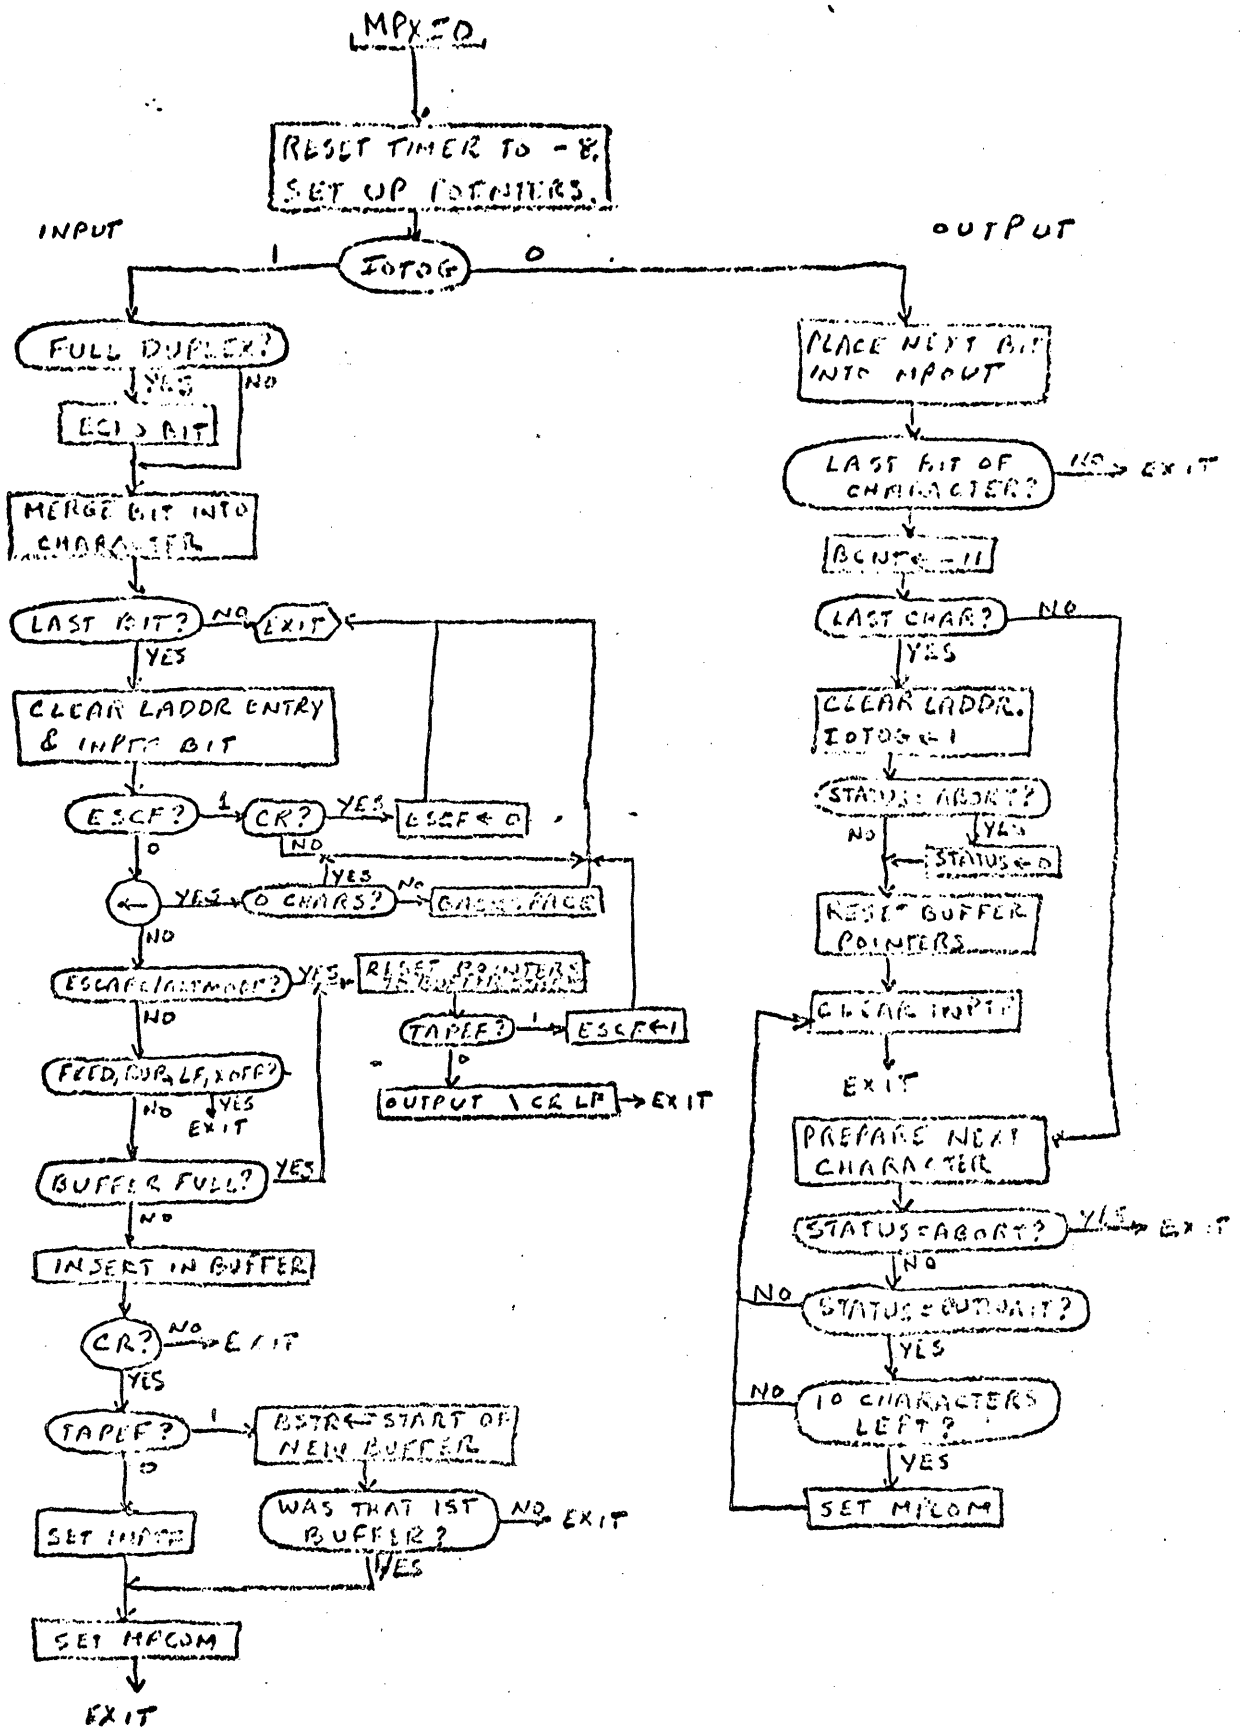 MPX=0
RESET TIMER TO -8.
SET UP POINTERS.
INPUT
OUTPUT
1
IOTOG
0
FULL DUPLEX?
YES
NO
ECHO BIT
MERGE BIT INTO
CHARACTER
LAST BIT?
NO
EXIT
YES
CLEAR LADDR ENTRY
& INPTF BIT
ESCF?
1
CR?
YES
ESCF ← 0
0
NO
←
YES
0 CHARS?
YES
NO
BACKSPACE
NO
ESCAPE/ALTMODE?
YES
RESET POINTERS
TO BUFFER START
NO
TAPEF?
1
ESCF←1
0
OUTPUT \ CR LF
EXIT
FEED, RUB, LF, XOFF?
NO
YES
EXIT
BUFFER FULL?
YES
NO
INSERT IN BUFFER
CR?
NO
EXIT
YES
TAPEF?
1
BSTR←START OF
NEW BUFFER
0
WAS THAT 1ST
BUFFER?
NO
EXIT
YES
SET INPTF
SET MPCOM
EXIT
PLACE NEXT BIT
INTO MPOUT
LAST BIT OF
CHARACTER?
NO
EXIT
BCNT← -11
LAST CHAR?
NO
YES
CLEAR LADDR.
IOTOG←1
STATUS=ABORT?
NO
YES
STATUS←0
RESET BUFFER
POINTERS
CLEAR INPTF
EXIT
PREPARE NEXT
CHARACTER
STATUS=ABORT?
YES
EXIT
NO
NO
STATUS=OUTWAIT?
YES
NO
10 CHARACTERS
LEFT?
YES
SET MPCOM